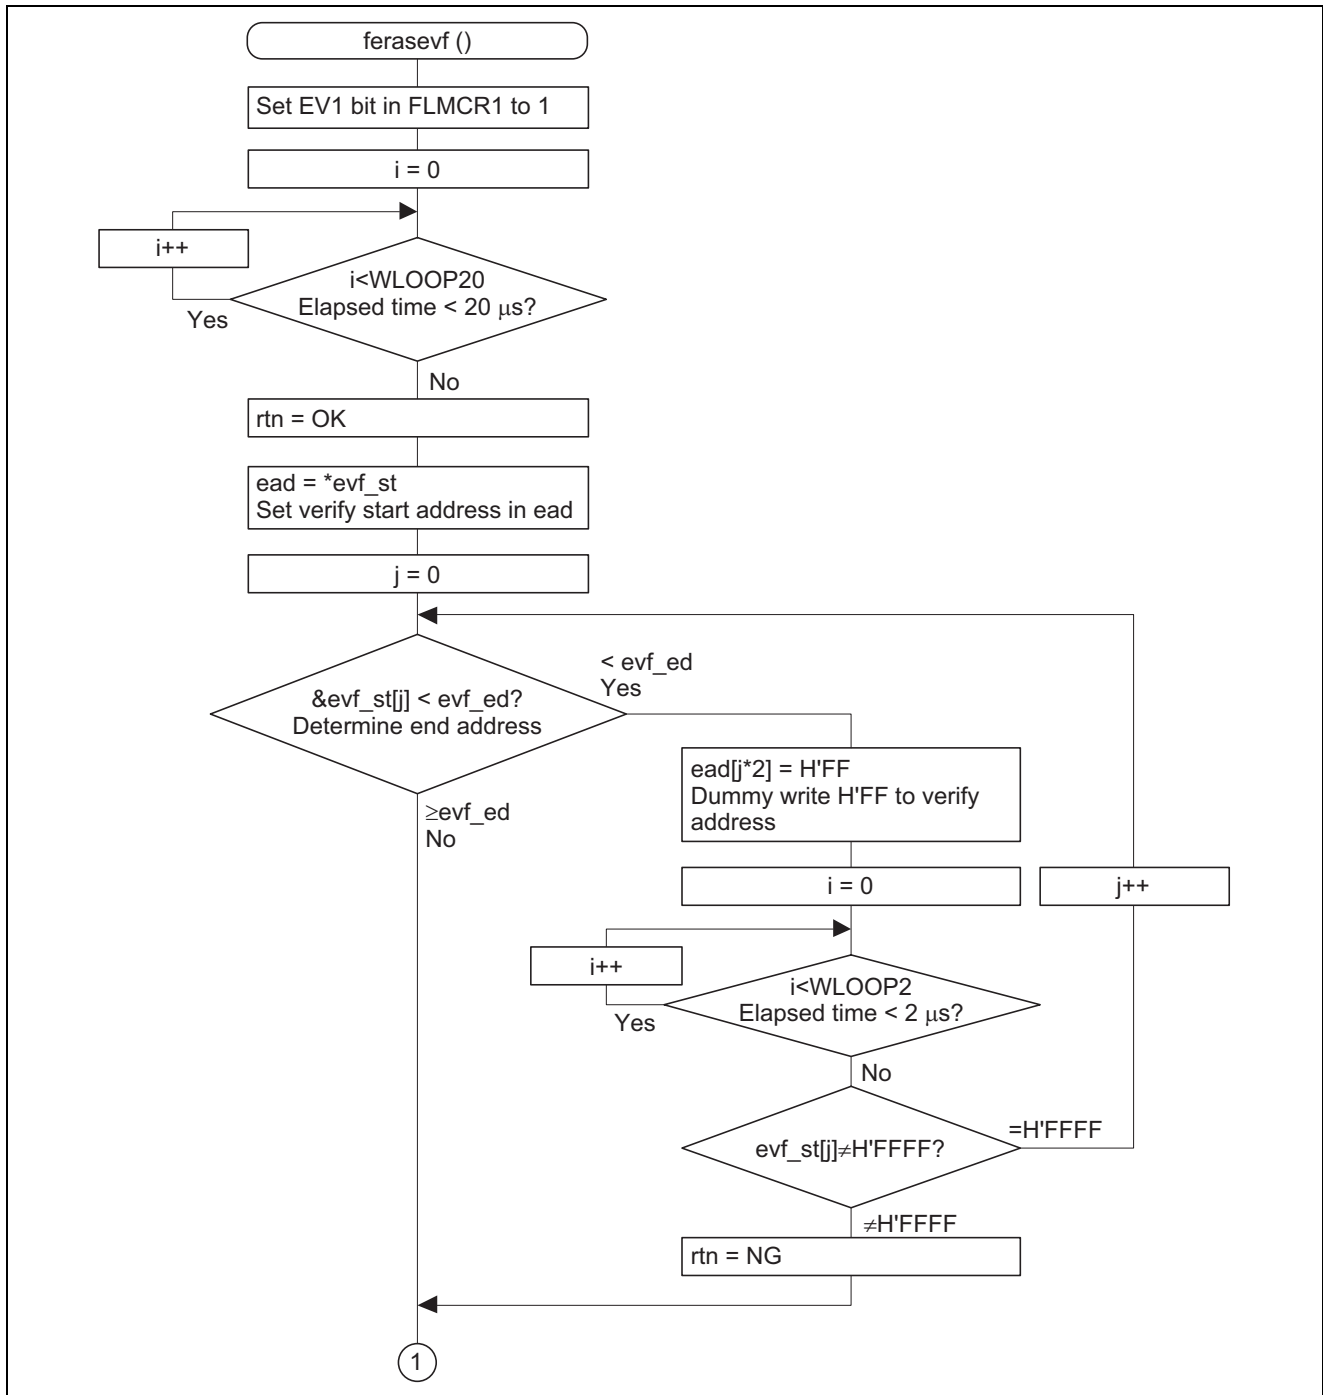 ferasevf ()
Set EV1 bit in FLMCR1 to 1
i = 0
i++
i<WLOOP20
Elapsed time < 20 μs?
Yes
No
rtn = OK
ead = *evf_st
Set verify start address in ead
j = 0
&evf_st[j] < evf_ed?
Determine end address
< evf_ed
Yes
≥evf_ed
No
ead[j*2] = H'FF
Dummy write H'FF to verify
address
i = 0
j++
i++
i<WLOOP2
Elapsed time < 2 μs?
Yes
No
evf_st[j]≠H'FFFF?
=H'FFFF
≠H'FFFF
rtn = NG
1